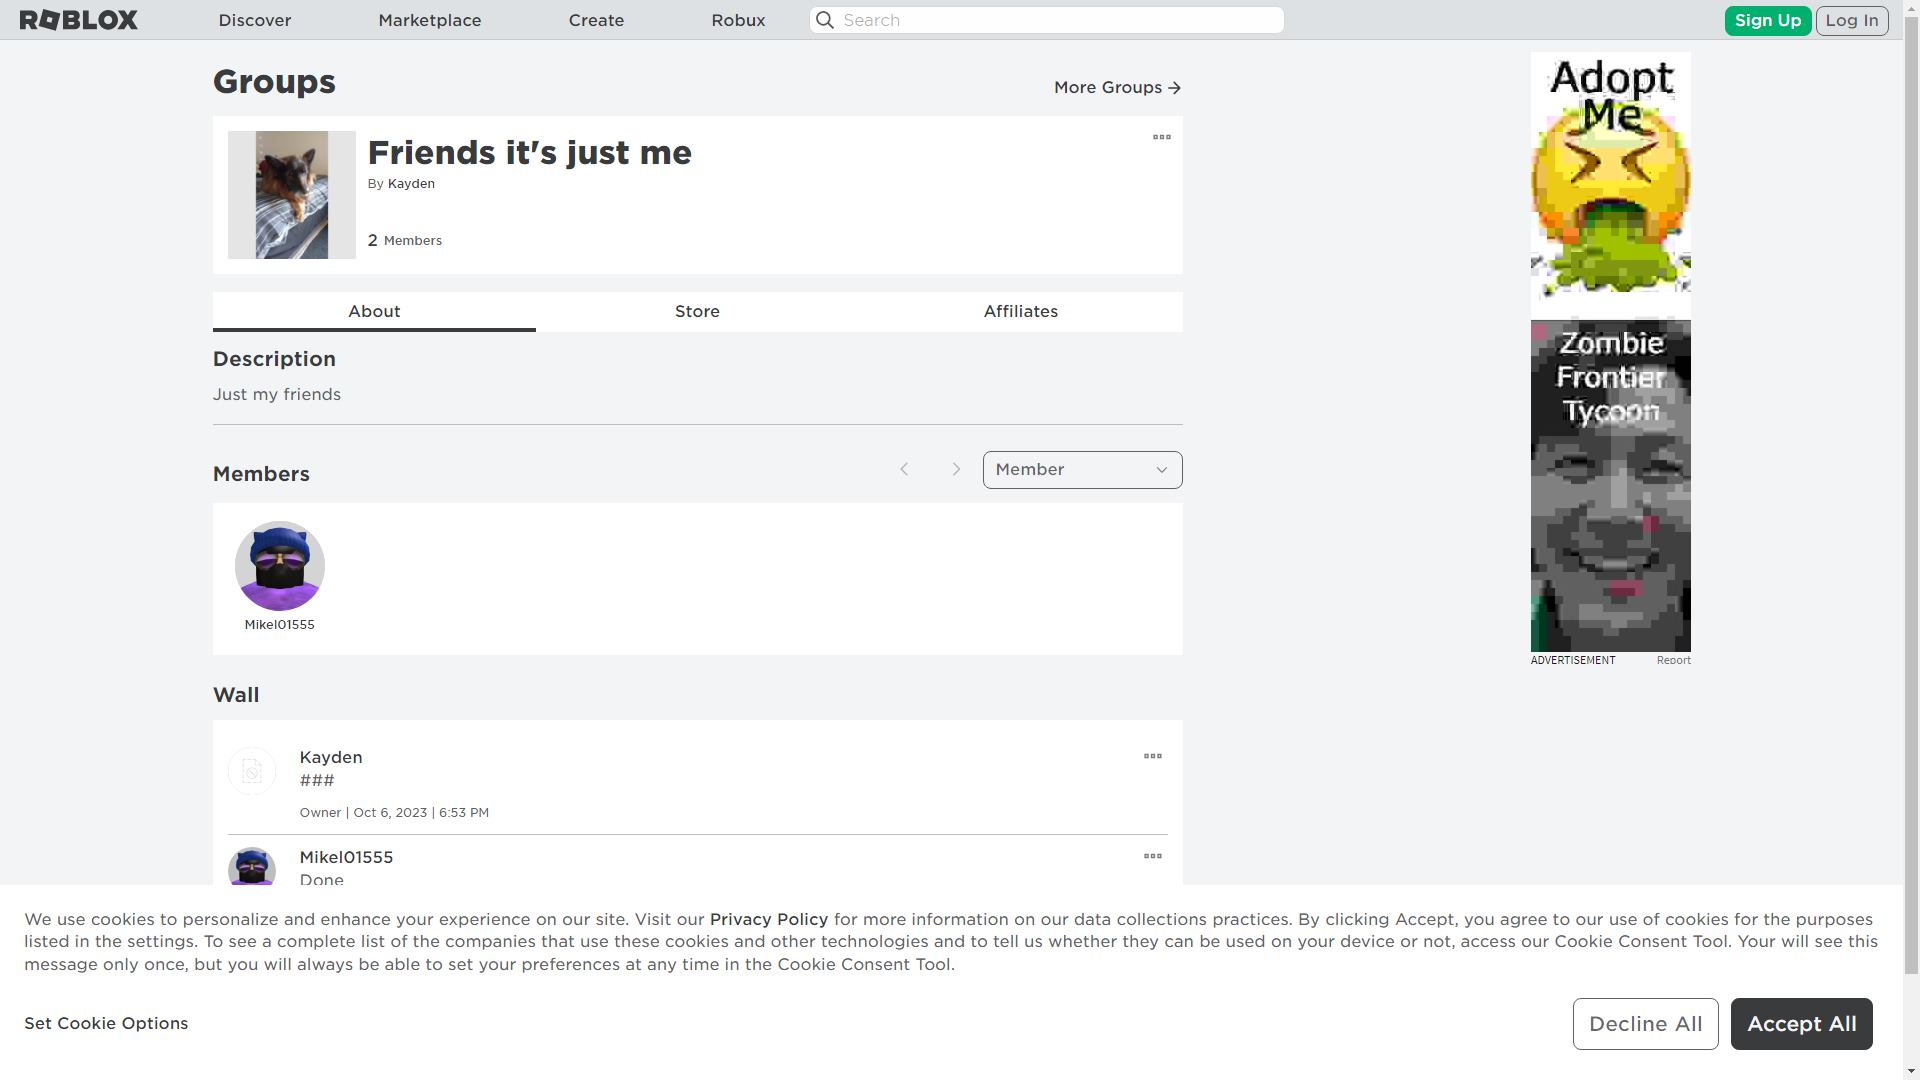 ROBLOX
Discover
Marketplace
Create
Robux
Search
Sign Up
Log In
Groups
More Groups
Friends it's just me
By Kayden
2 Members
About
Store
Affiliates
Description
Just my friends
Members
Member
Mikel01555
Wall
Kayden
###
Owner | Oct 6, 2023 | 6:53 PM
Mikel01555
Done
Adopt
Me
Zombie
Frontier
Tycoon
ADVERTISEMENT
Report
We use cookies to personalize and enhance your experience on our site. Visit our Privacy Policy for more information on our data collections practices. By clicking Accept, you agree to our use of cookies for the purposes
listed in the settings. To see a complete list of the companies that use these cookies and other technologies and to tell us whether they can be used on your device or not, access our Cookie Consent Tool. Your will see this
message only once, but you will always be able to set your preferences at any time in the Cookie Consent Tool.
Set Cookie Options
Decline All
Accept All